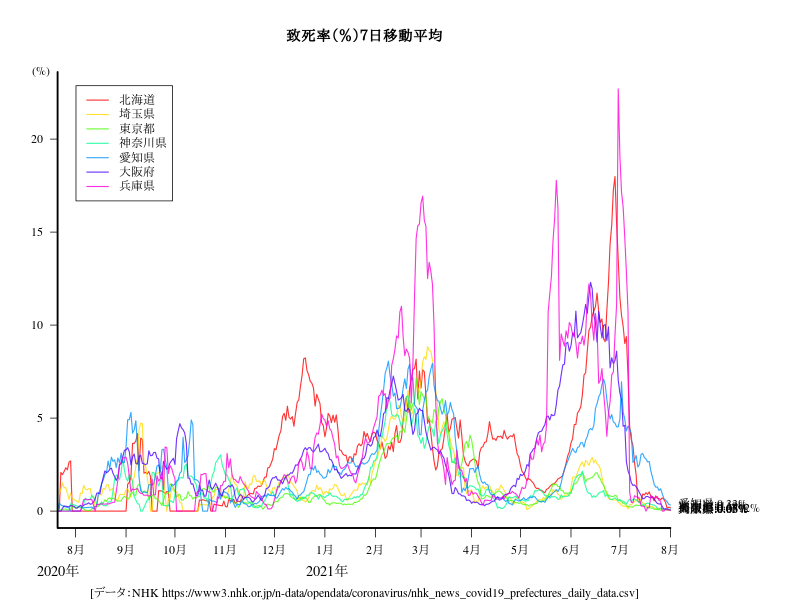 致死率(%)7日移動平均
(%)
20
15
10
5
0
北海道
埼玉県
東京都
神奈川県
愛知県
大阪府
兵庫県
8月 9月 10月 11月 12月 1月 2月 3月 4月 5月 6月 7月 8月
2020年 2021年
[データ:NHK https://www3.nhk.or.jp/n-data/opendata/coronavirus/nhk_news_covid19_prefectures_daily_data.csv]